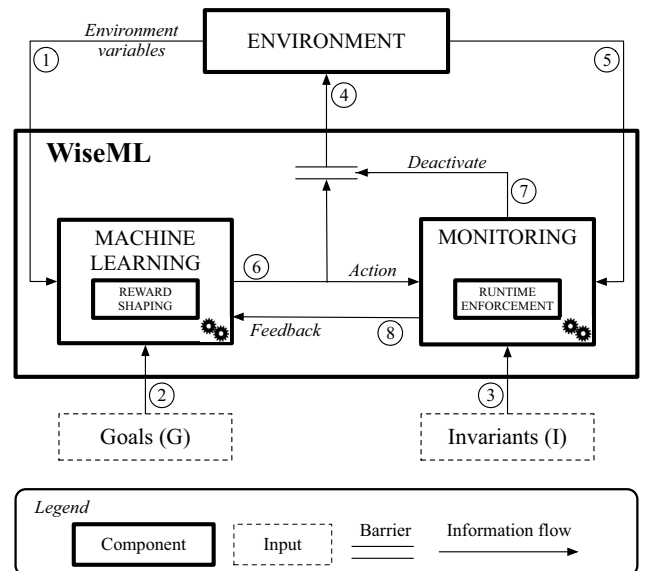 Environment
variables
ENVIRONMENT
1
5
4
WiseML
Deactivate
7
MACHINE
LEARNING
REWARD
SHAPING
6
Action
MONITORING
RUNTIME
ENFORCEMENT
Feedback
8
2
3
Goals (G)
Invariants (I)
Legend
Component
Input
Barrier
Information flow